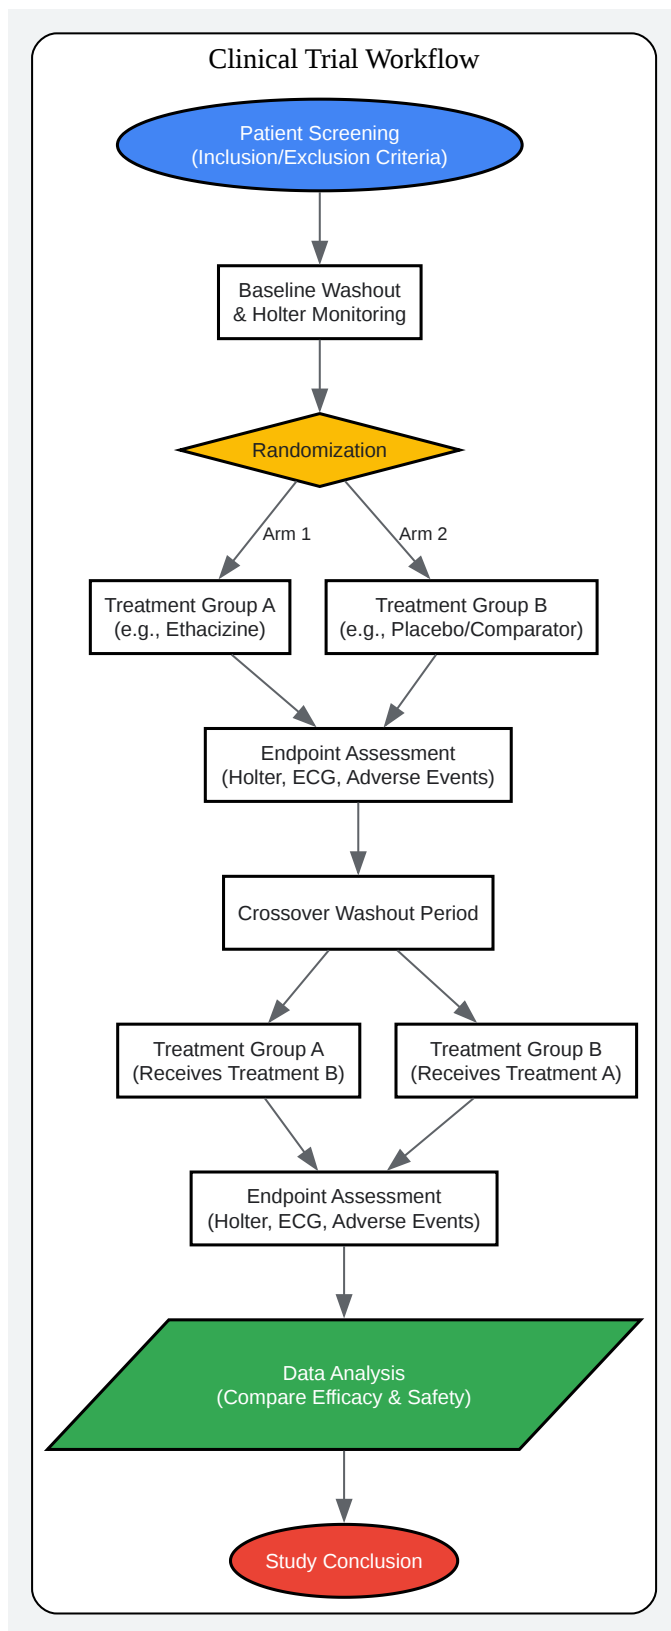 Clinical Trial Workflow
Patient Screening
(Inclusion/Exclusion Criteria)
Baseline Washout
& Holter Monitoring
Randomization
Arm 1
Arm 2
Treatment Group A
(e.g., Ethacizine)
Treatment Group B
(e.g., Placebo/Comparator)
Endpoint Assessment
(Holter, ECG, Adverse Events)
Crossover Washout Period
Treatment Group A
(Receives Treatment B)
Treatment Group B
(Receives Treatment A)
Endpoint Assessment
(Holter, ECG, Adverse Events)
Data Analysis
(Compare Efficacy & Safety)
Study Conclusion